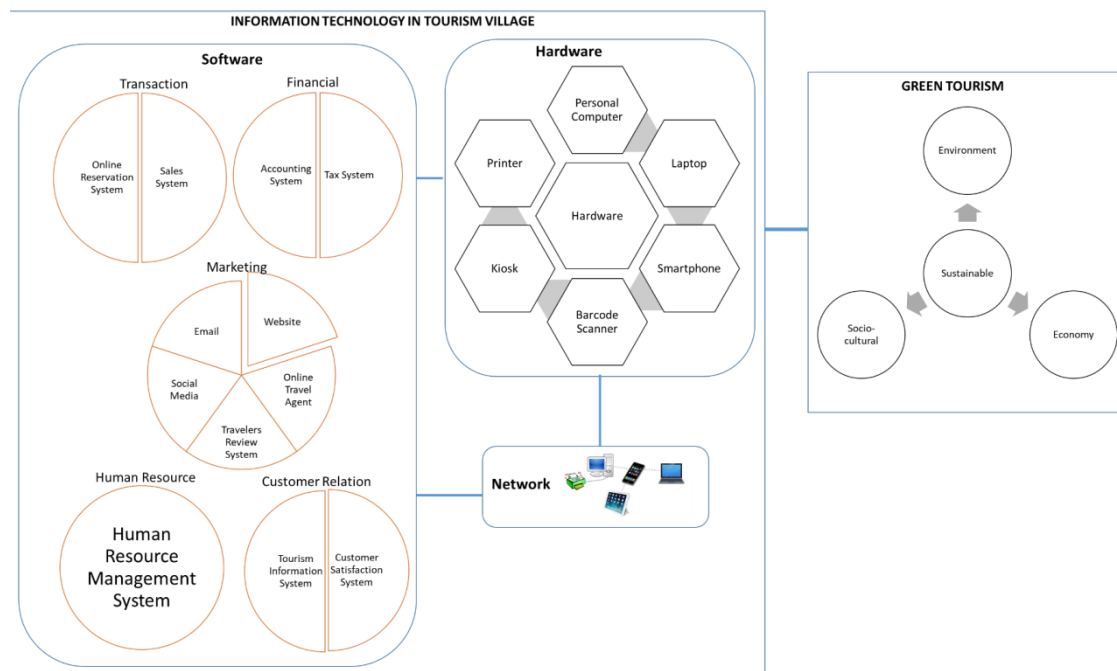 INFORMATION TECHNOLOGY IN TOURISM VILLAGE
Software
Transaction
Online
Reservation
System
Sales
System
Financial
Accounting
System
Tax System
Marketing
Email
Website
Social
Media
Online
Travel
Agent
Travelers
Review
System
Human Resource
Human
Resource
Management
System
Customer Relation
Tourism
Information
System
Customer
Satisfaction
System
Hardware
Personal
Computer
Printer
Laptop
Hardware
Kiosk
Smartphone
Barcode
Scanner
Network
GREEN TOURISM
Environment
Sustainable
Socio-
cultural
Economy